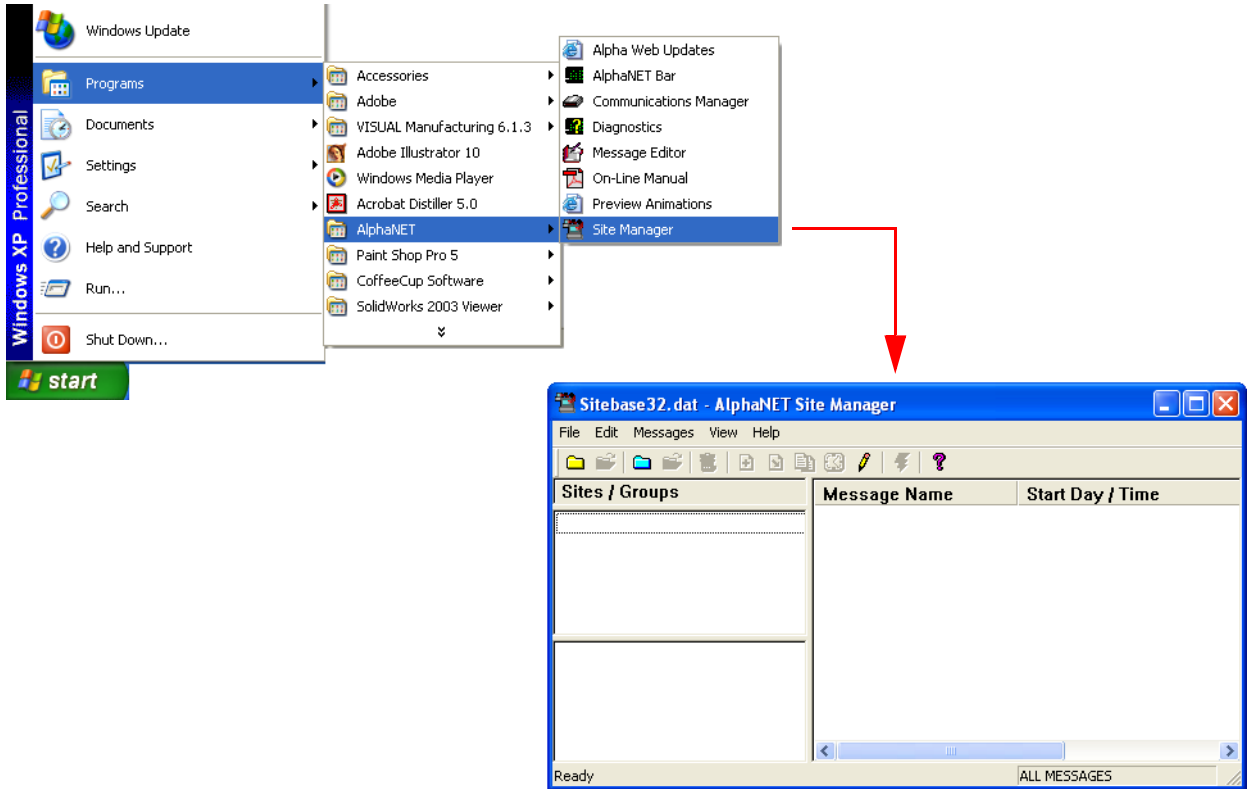 Windows XP Professional
Windows Update
Programs
Documents
Settings
Search
Help and Support
Run...
Shut Down...
start
Accessories
Adobe
VISUAL Manufacturing 6.1.3
Adobe Illustrator 10
Windows Media Player
Acrobat Distiller 5.0
AlphaNET
Paint Shop Pro 5
CoffeeCup Software
SolidWorks 2003 Viewer
Alpha Web Updates
AlphaNET Bar
Communications Manager
Diagnostics
Message Editor
On-Line Manual
Preview Animations
Site Manager
Sitebase32.dat - AlphaNET Site Manager
File Edit Messages View Help
Sites / Groups
Message Name Start Day / Time
Ready ALL MESSAGES